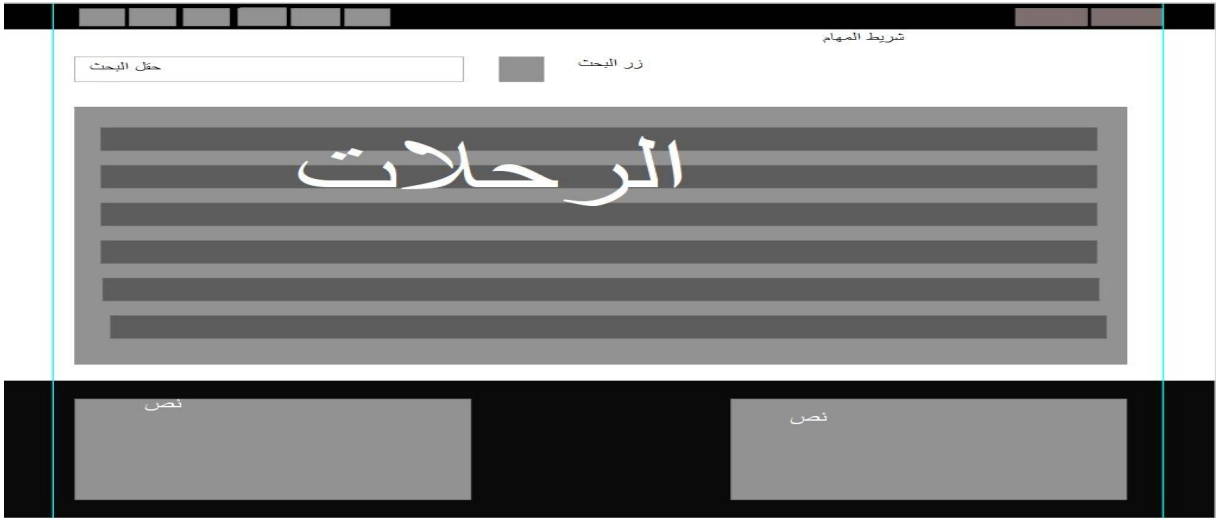 شريط المهام
زر البحث
حقل البحث
الرحلات
نص
نص